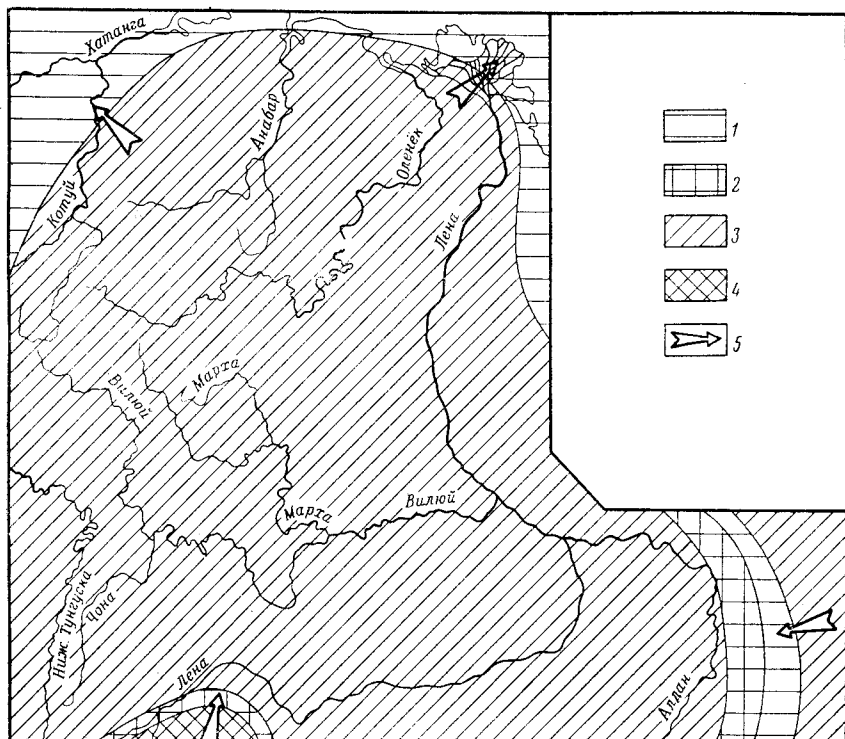 Хатанга
Анабар
Оленёк
Котуй
Лена
Марха
Вилюй
Марха
Вилюй
Ниж. Тунгуска
Чона
Лена
Алдан
1
2
3
4
5